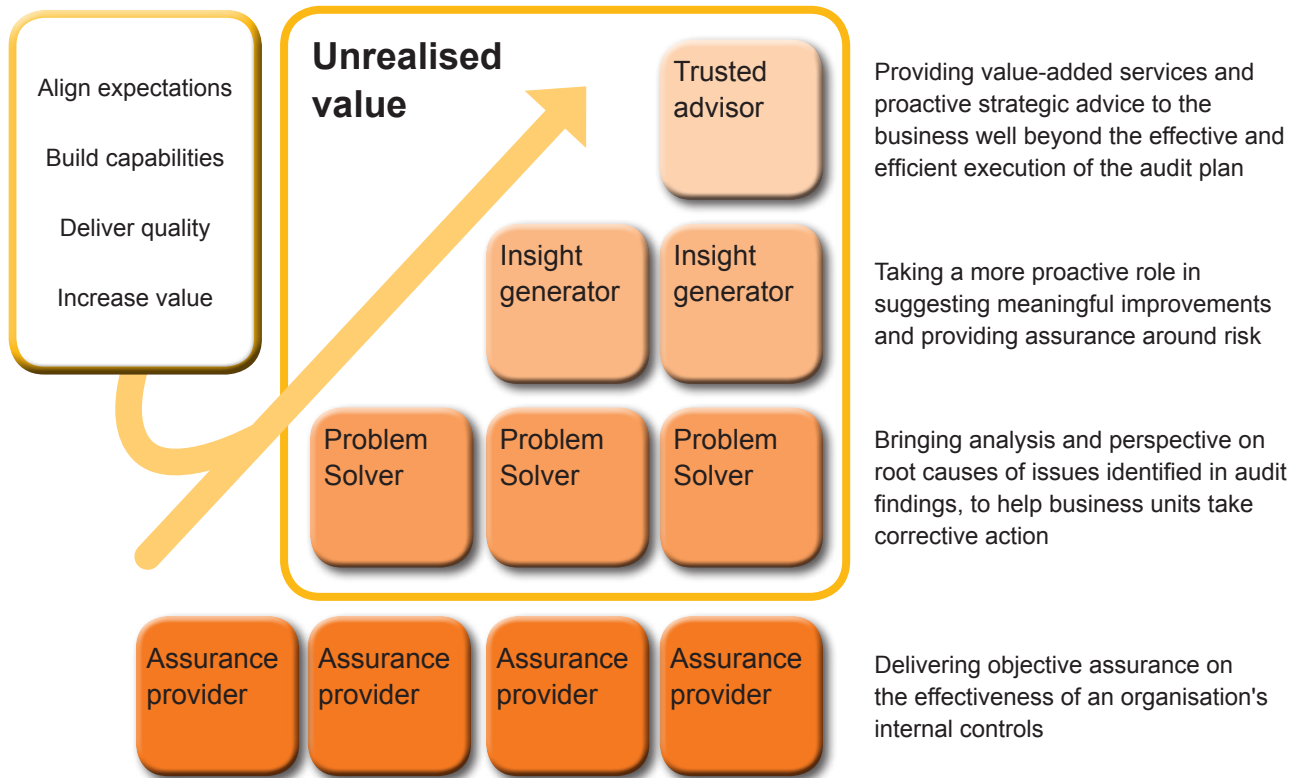 Align expectations
Build capabilities
Deliver quality
Increase value
Unrealised
value
Trusted
advisor
Providing value-added services and
proactive strategic advice to the
business well beyond the effective and
efficient execution of the audit plan
Insight
generator
Insight
generator
Taking a more proactive role in
suggesting meaningful improvements
and providing assurance around risk
Problem
Solver
Problem
Solver
Problem
Solver
Bringing analysis and perspective on
root causes of issues identified in audit
findings, to help business units take
corrective action
Assurance
provider
Assurance
provider
Assurance
provider
Assurance
provider
Delivering objective assurance on
the effectiveness of an organisation's
internal controls